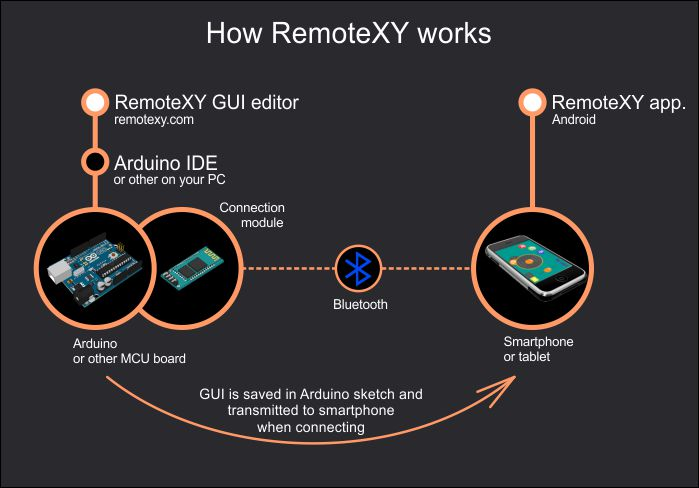 How RemoteXY works
RemoteXY GUI editor
remotexy.com
RemoteXY app.
Android
Arduino IDE
or other on your PC
Connection
module
Bluetooth
Arduino
or other MCU board
Smartphone
or tablet
GUI is saved in Arduino sketch and
transmitted to smartphone
when connecting